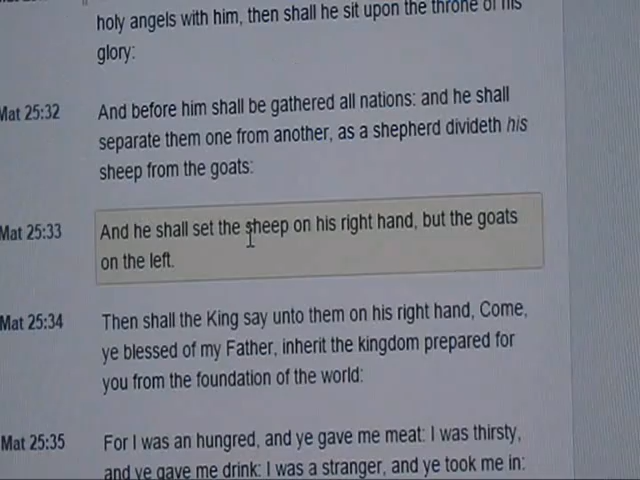 holy angels with him, then shall he sit upon the throne of his
glory:
Mat 25:32 And before him shall be gathered all nations: and he shall
separate them one from another, as a shepherd divideth his
sheep from the goats:
Mat 25:33 And he shall set the sheep on his right hand, but the goats
on the left.
Mat 25:34 Then shall the King say unto them on his right hand, Come,
ye blessed of my Father, inherit the kingdom prepared for
you from the foundation of the world:
Mat 25:35 For I was an hungred, and ye gave me meat: I was thirsty,
and ye gave me drink: I was a stranger, and ye took me in: